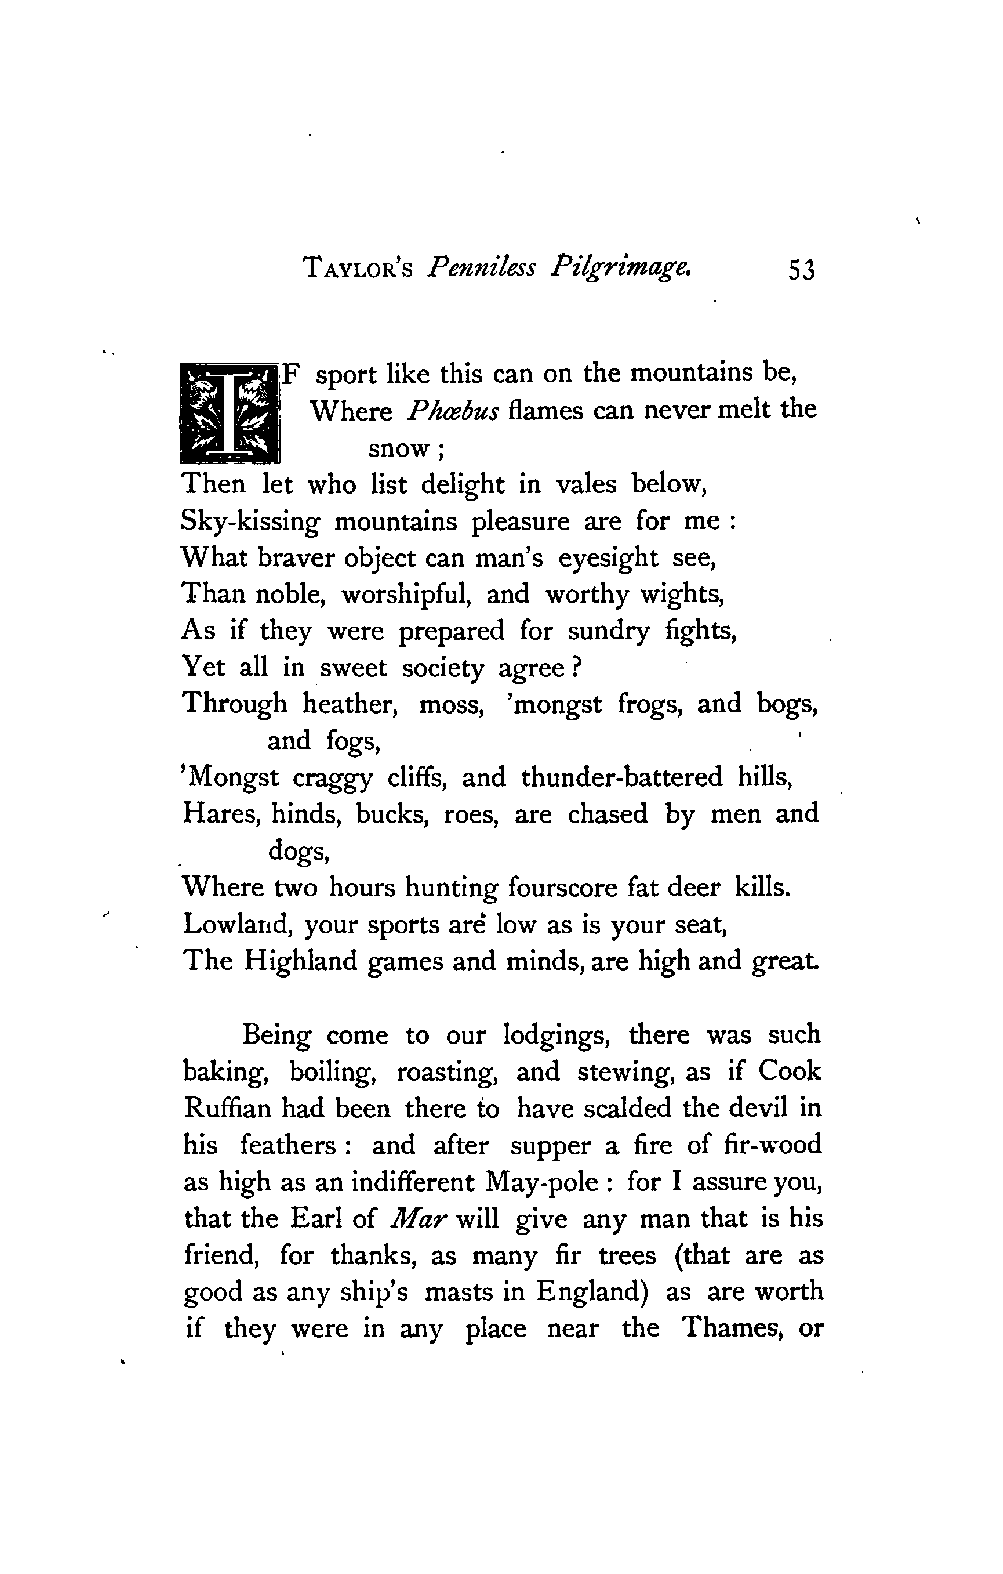 TAYLOR'S Penniless Pilgrimage. 53
IF sport like this can on the mountains be,
Where Phœbus flames can never melt the
snow ;
Then let who list delight in vales below,
Sky-kissing mountains pleasure are for me :
What braver object can man's eyesight see,
Than noble, worshipful, and worthy wights,
As if they were prepared for sundry fights,
Yet all in sweet society agree ?
Through heather, moss, 'mongst frogs, and bogs,
and fogs,
'Mongst craggy cliffs, and thunder-battered hills,
Hares, hinds, bucks, roes, are chased by men and
dogs,
Where two hours hunting fourscore fat deer kills.
Lowland, your sports are low as is your seat,
The Highland games and minds, are high and great.
Being come to our lodgings, there was such
baking, boiling, roasting, and stewing, as if Cook
Ruffian had been there to have scalded the devil in
his feathers : and after supper a fire of fir-wood
as high as an indifferent May-pole : for I assure you,
that the Earl of Mar will give any man that is his
friend, for thanks, as many fir trees (that are as
good as any ship's masts in England) as are worth
if they were in any place near the Thames, or